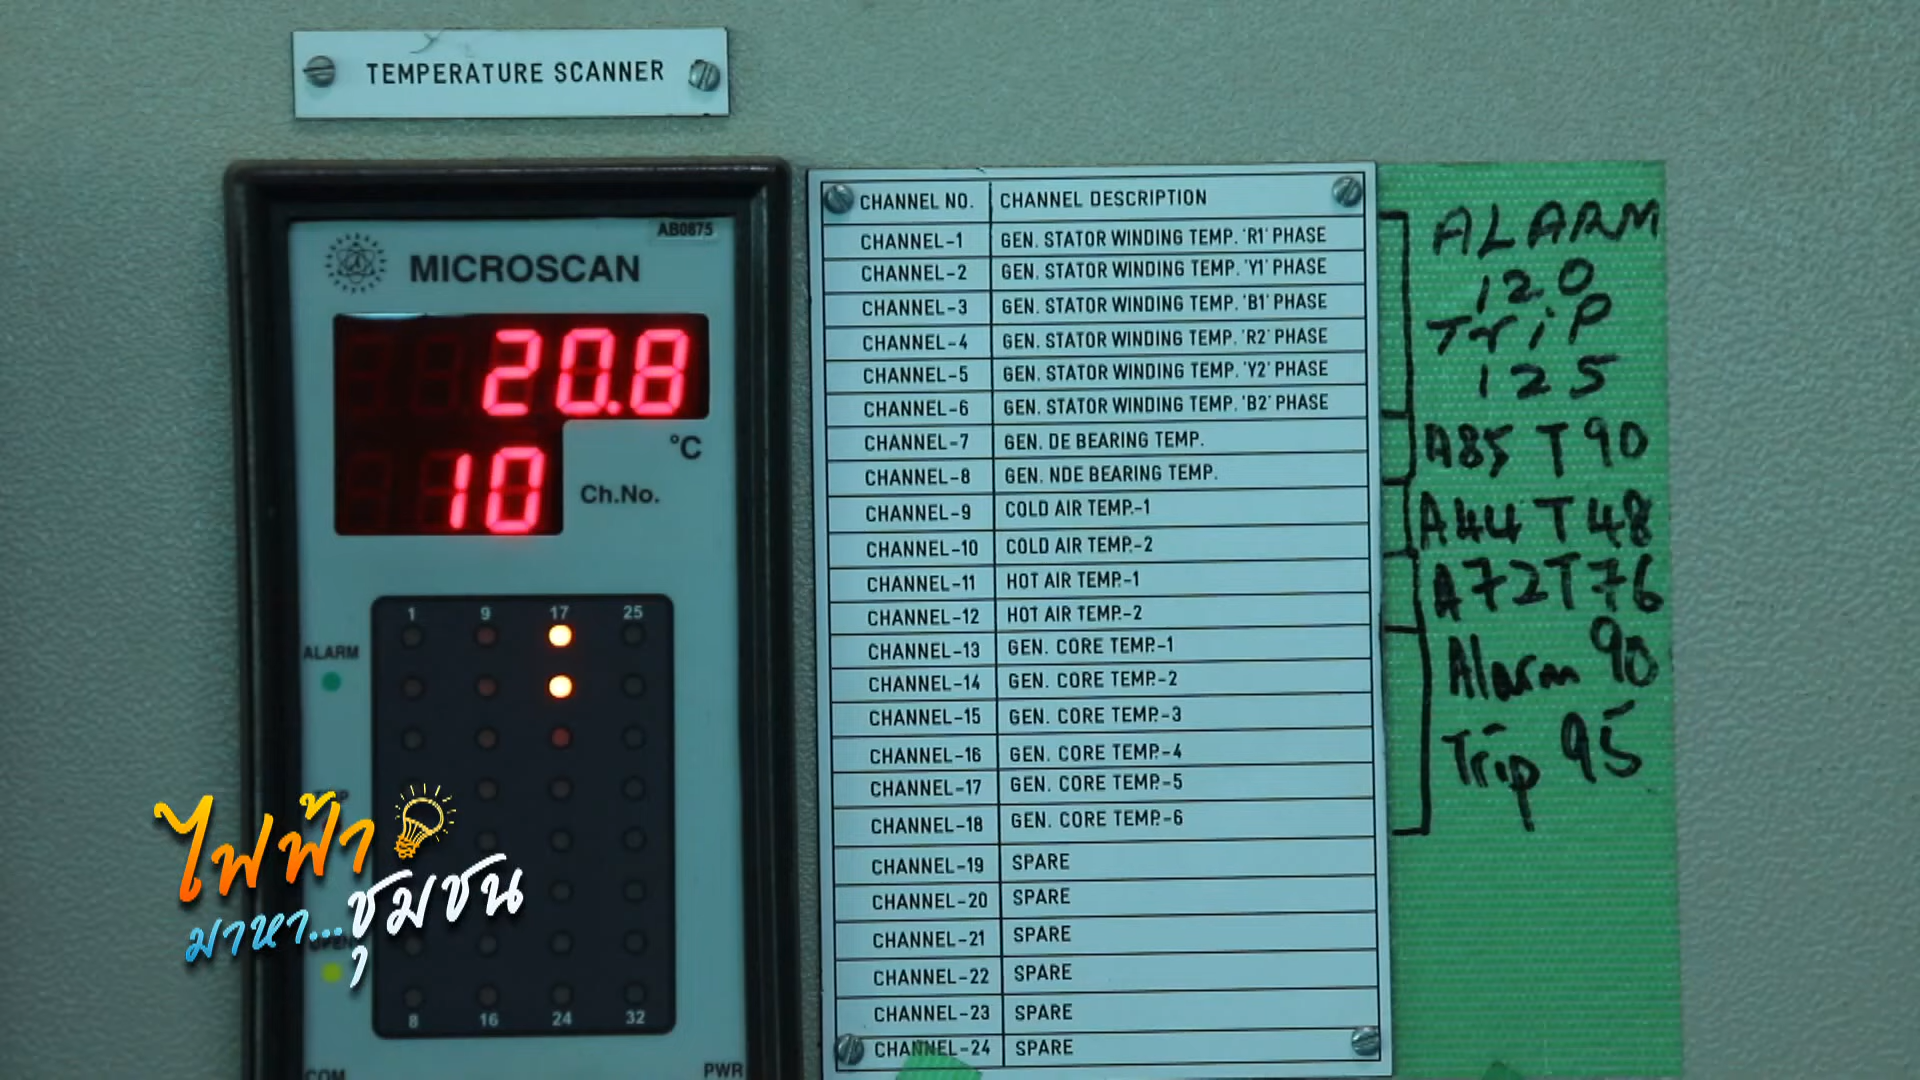 TEMPERATURE SCANNER
AB0875
MICROSCAN
20.8
°C
10
Ch.No.
1 9 17 25
ALARM
OPEN
8 16 24 32
COM PWR
CHANNEL NO. CHANNEL DESCRIPTION
CHANNEL-1 GEN. STATOR WINDING TEMP. 'R1' PHASE
CHANNEL-2 GEN. STATOR WINDING TEMP. 'Y1' PHASE
CHANNEL-3 GEN. STATOR WINDING TEMP. 'B1' PHASE
CHANNEL-4 GEN. STATOR WINDING TEMP. 'R2' PHASE
CHANNEL-5 GEN. STATOR WINDING TEMP. 'Y2' PHASE
CHANNEL-6 GEN. STATOR WINDING TEMP. 'B2' PHASE
CHANNEL-7 GEN. DE BEARING TEMP.
CHANNEL-8 GEN. NDE BEARING TEMP.
CHANNEL-9 COLD AIR TEMP.-1
CHANNEL-10 COLD AIR TEMP.-2
CHANNEL-11 HOT AIR TEMP.-1
CHANNEL-12 HOT AIR TEMP.-2
CHANNEL-13 GEN. CORE TEMP.-1
CHANNEL-14 GEN. CORE TEMP.-2
CHANNEL-15 GEN. CORE TEMP.-3
CHANNEL-16 GEN. CORE TEMP.-4
CHANNEL-17 GEN. CORE TEMP.-5
CHANNEL-18 GEN. CORE TEMP.-6
CHANNEL-19 SPARE
CHANNEL-20 SPARE
CHANNEL-21 SPARE
CHANNEL-22 SPARE
CHANNEL-23 SPARE
CHANNEL-24 SPARE
ALARM
120
Trip
125
A85 T90
A44 T48
A72 T76
Alarm 90
Trip 95
ไฟฟ้า
มาหา...ชุมชน